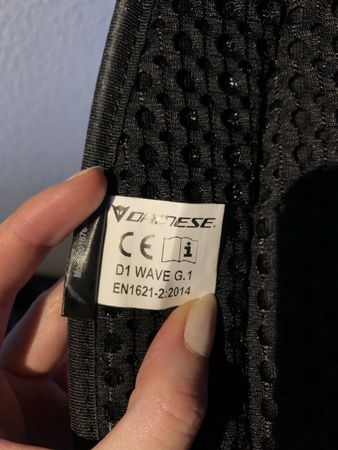 DAINESE
CE i
D1 WAVE G.1
EN1621-2:2014